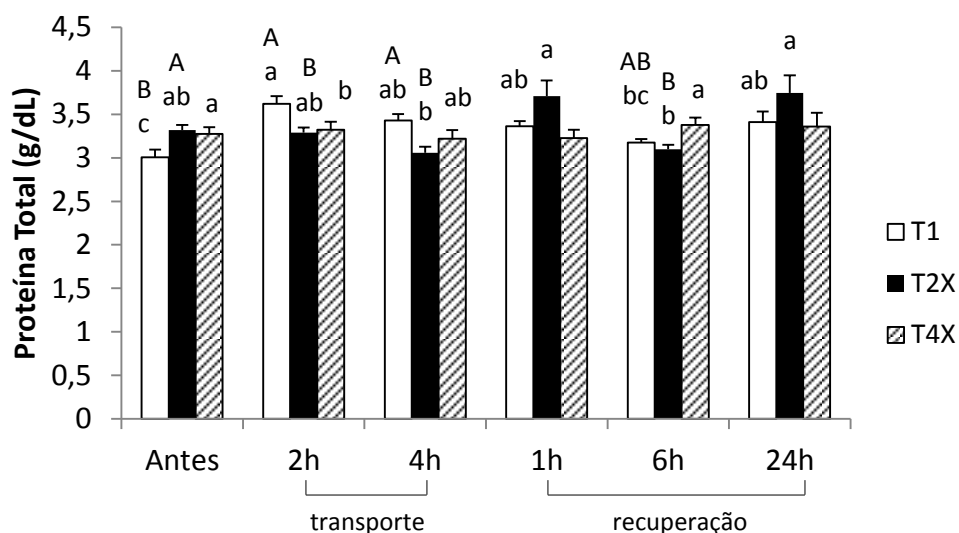 Proteína Total (g/dL)
4,5
4
3,5
3
2,5
2
1,5
1
0,5
0
B
c
A
ab
a
A
a
B
ab
b
A
ab
B
b
ab
ab
a
AB
bc
B
b
a
ab
a
Antes
2h
4h
1h
6h
24h
transporte
recuperação
T1
T2X
T4X